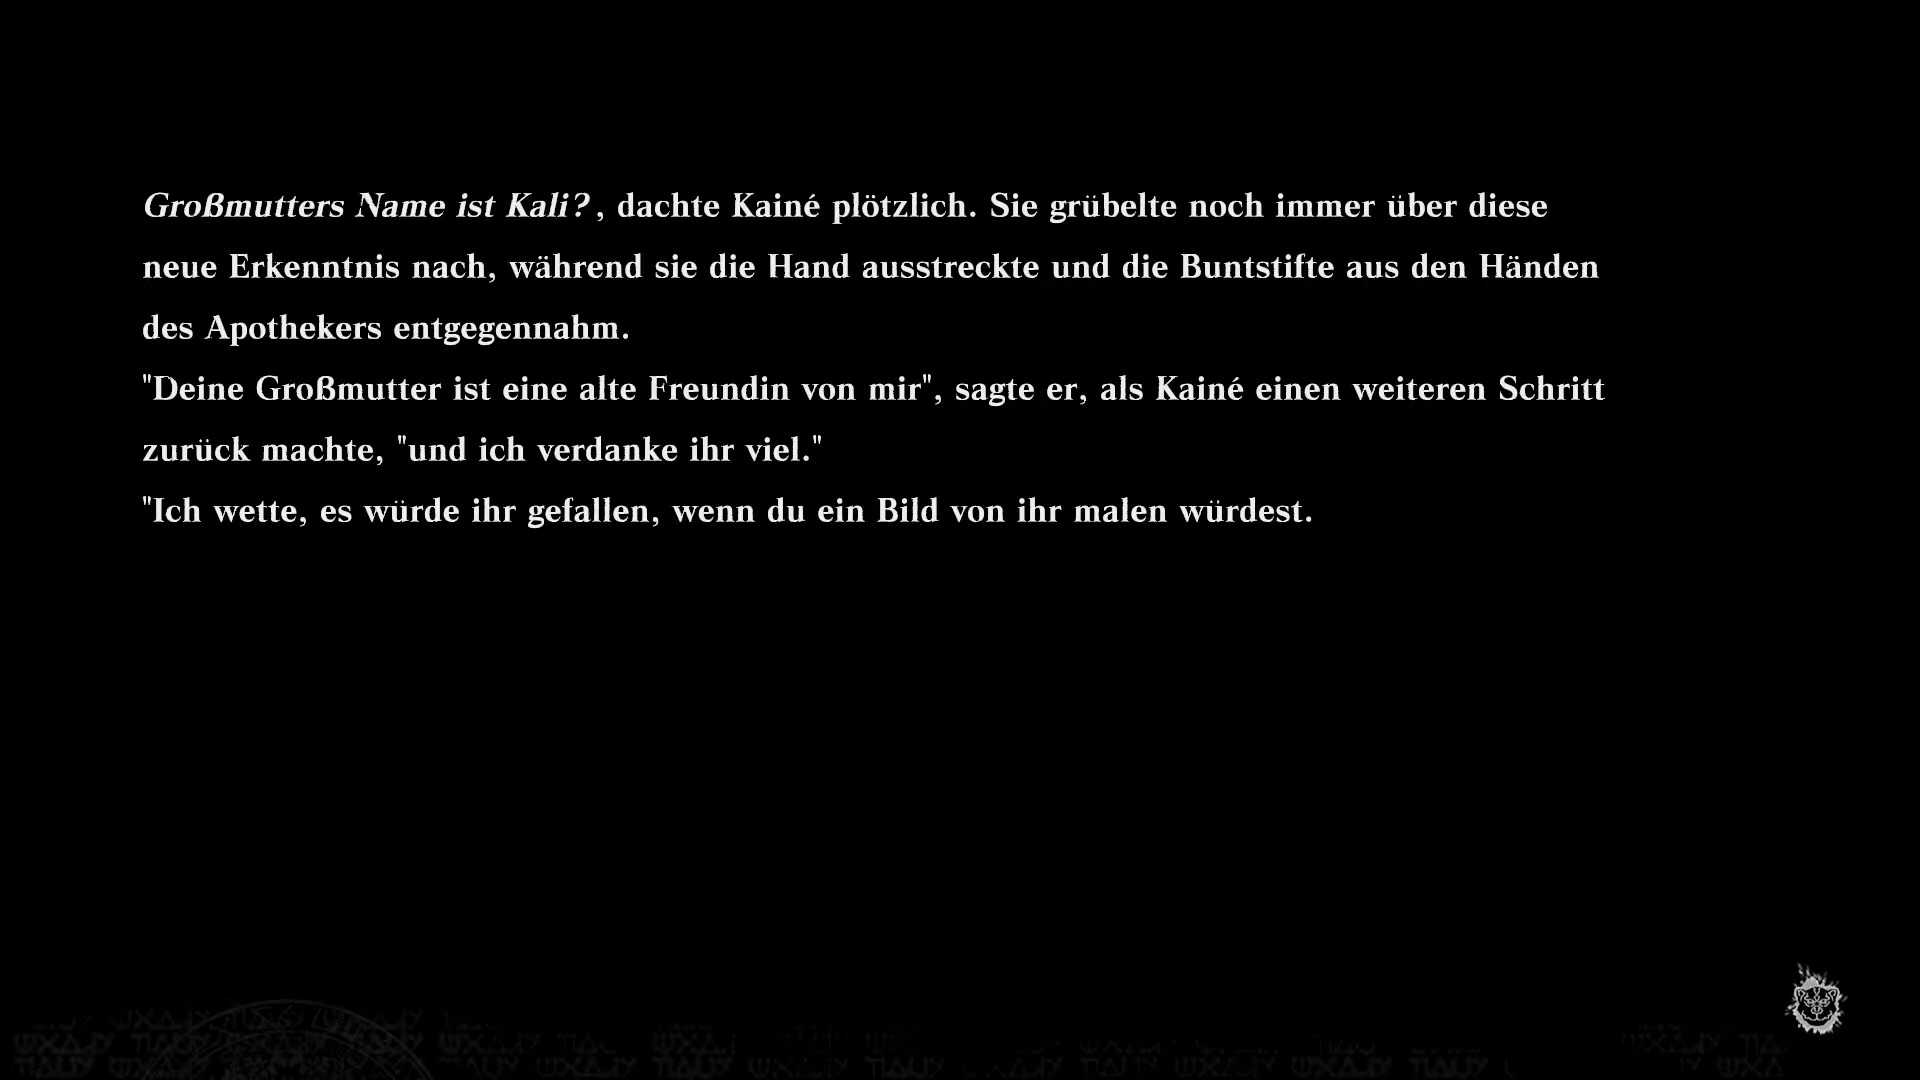 Großmutters Name ist Kali?, dachte Kainé plötzlich. Sie grübelte noch immer über diese
neue Erkenntnis nach, während sie die Hand ausstreckte und die Buntstifte aus den Händen
des Apothekers entgegennahm.
"Deine Großmutter ist eine alte Freundin von mir", sagte er, als Kainé einen weiteren Schritt
zurück machte, "und ich verdanke ihr viel."
"Ich wette, es würde ihr gefallen, wenn du ein Bild von ihr malen würdest.